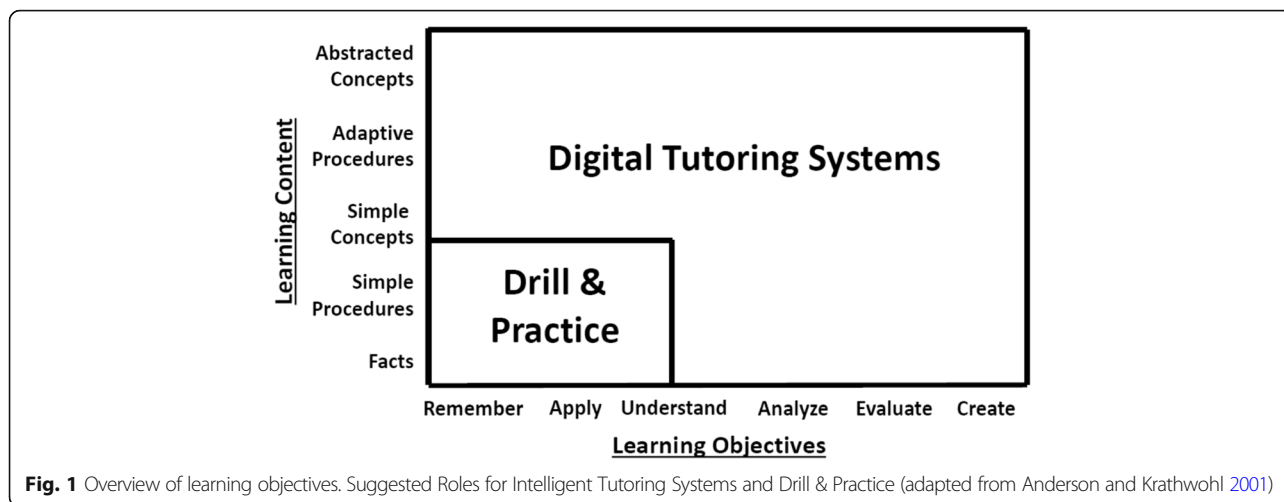 Abstracted
Concepts
Adaptive
Procedures
Simple
Concepts
Simple
Procedures
Facts
Learning Content
Digital Tutoring Systems
Drill &
Practice
Remember Apply Understand Analyze Evaluate Create
Learning Objectives
Fig. 1 Overview of learning objectives. Suggested Roles for Intelligent Tutoring Systems and Drill & Practice (adapted from Anderson and Krathwohl 2001)